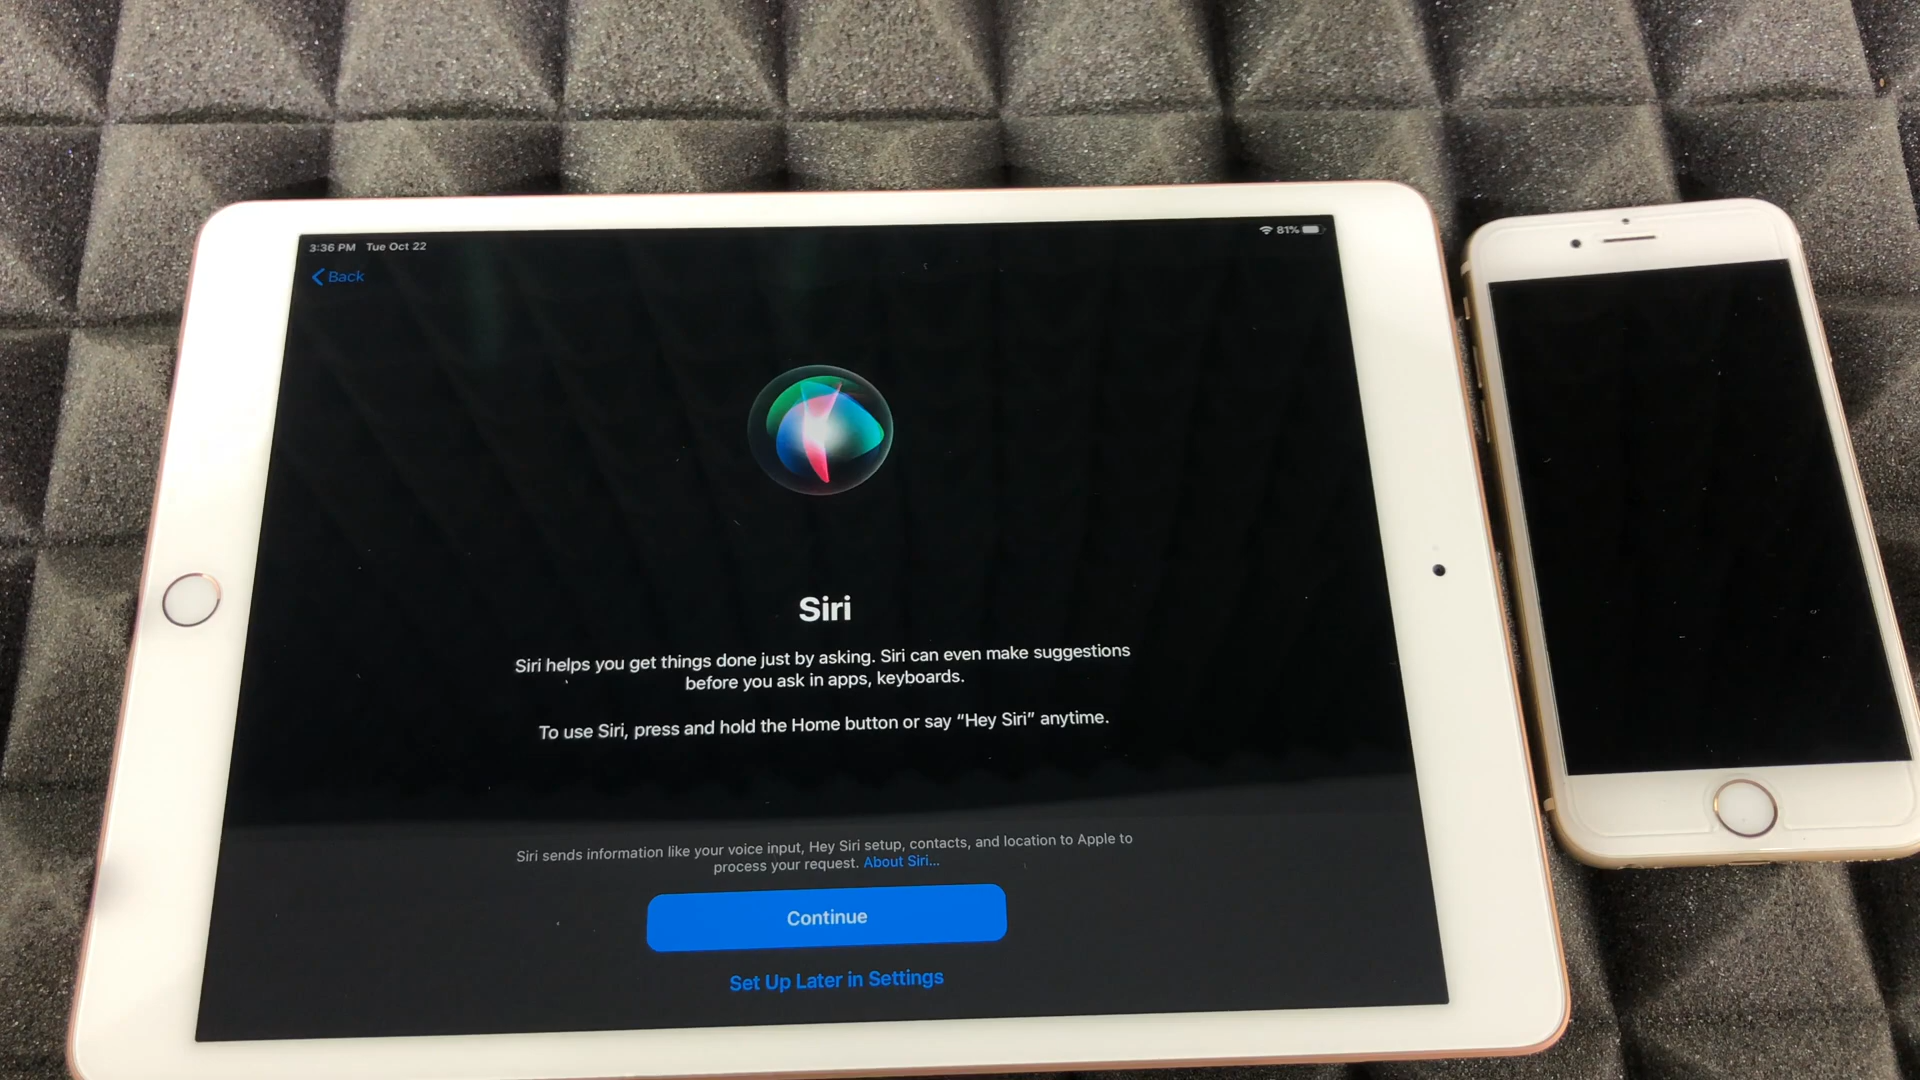 3:36 PM Tue Oct 22
81%
Back
Siri
Siri helps you get things done just by asking. Siri can even make suggestions
before you ask in apps, keyboards.
To use Siri, press and hold the Home button or say “Hey Siri” anytime.
Siri sends information like your voice input, Hey Siri setup, contacts, and location to Apple to
process your request. About Siri...
Continue
Set Up Later in Settings